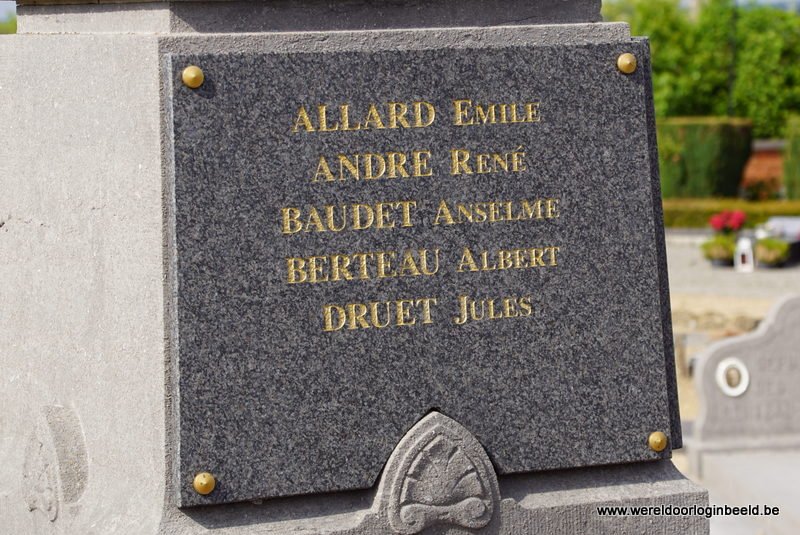 ALLARD EMILE
ANDRE RENÉ
BAUDET ANSELME
BERTEAU ALBERT
DRUET JULES
www.wereldoorloginbeeld.be